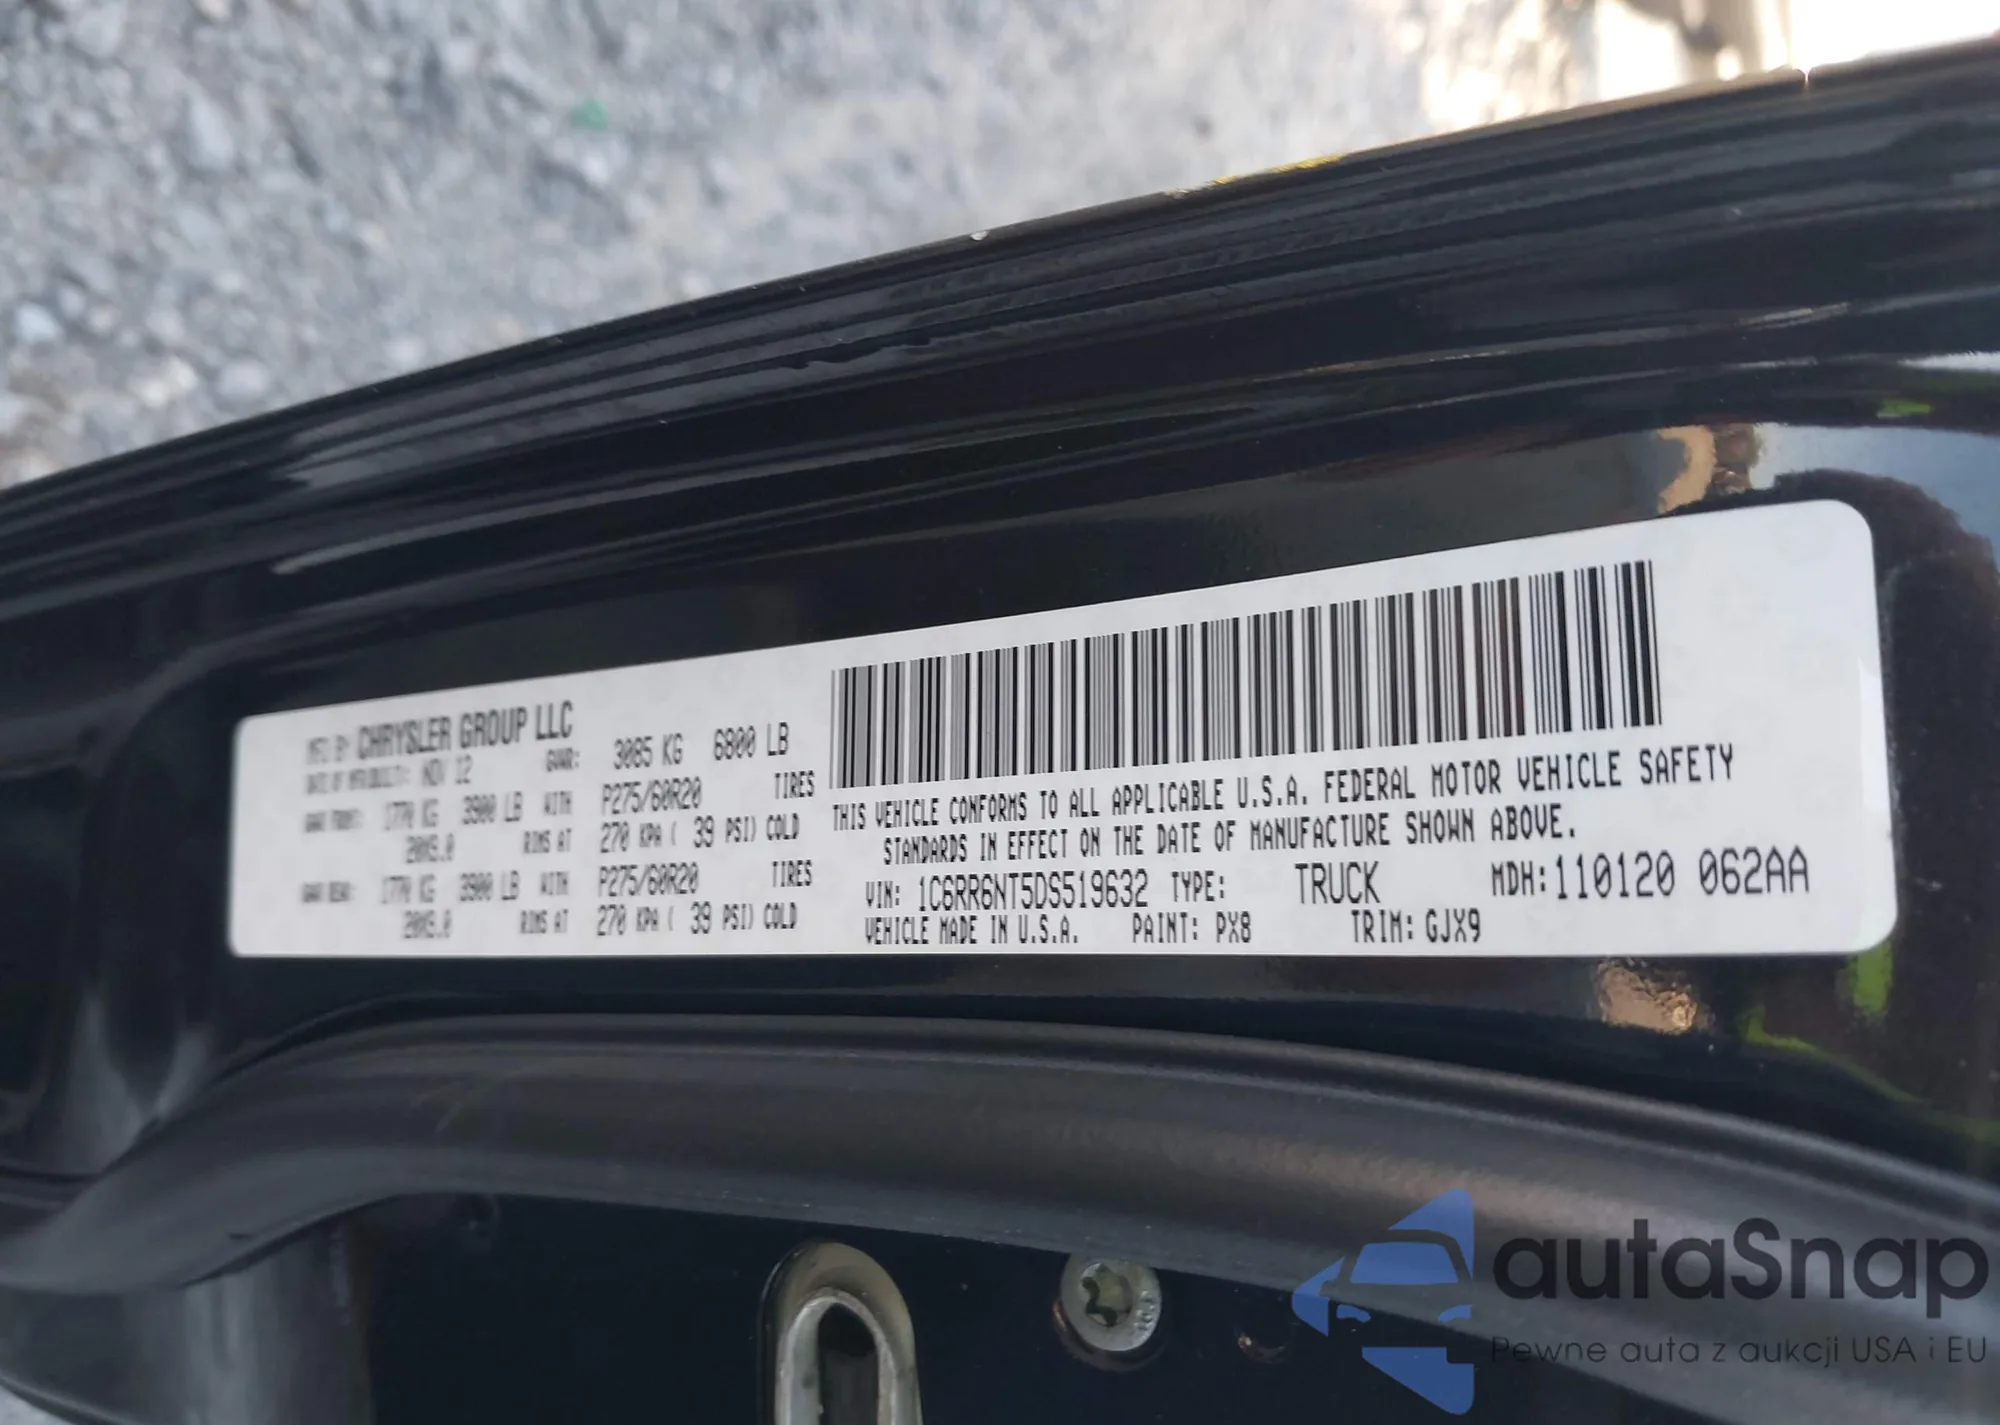 MFD BY CHRYSLER GROUP LLC
DATE OF MFR(BUILT): NOV 12 GVWR: 3085 KG 6800 LB
GAWR FRONT: 1770 KG 3900 LB WITH P275/60R20 TIRES
20X9.0 RIMS AT 270 KPA ( 39 PSI) COLD
GAWR REAR: 1770 KG 3900 LB WITH P275/60R20 TIRES
20X9.0 RIMS AT 270 KPA ( 39 PSI) COLD
THIS VEHICLE CONFORMS TO ALL APPLICABLE U.S.A. FEDERAL MOTOR VEHICLE SAFETY
STANDARDS IN EFFECT ON THE DATE OF MANUFACTURE SHOWN ABOVE.
VIN: 1C6RR6NT5DS519632 TYPE: TRUCK MDH:110120 062AA
VEHICLE MADE IN U.S.A. PAINT: PX8 TRIM: GJX9
autaSnap
Pewne auta z aukcji USA i EU